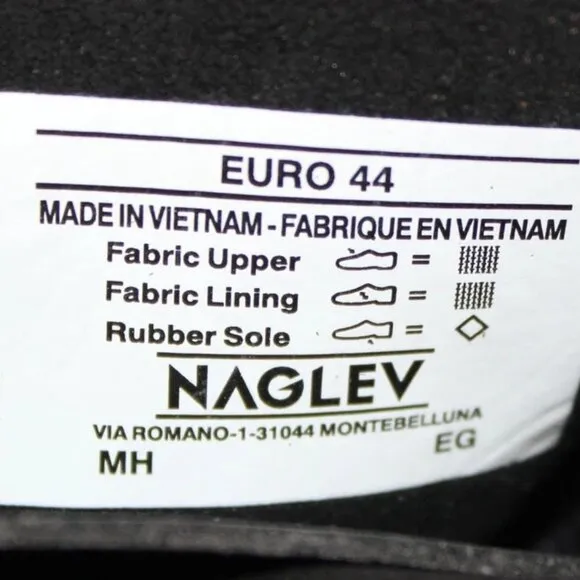 EURO 44
MADE IN VIETNAM - FABRIQUE EN VIETNAM
Fabric Upper =
Fabric Lining =
Rubber Sole =
NAGLEV
VIA ROMANO-1-31044 MONTEBELLUNA
MH EG